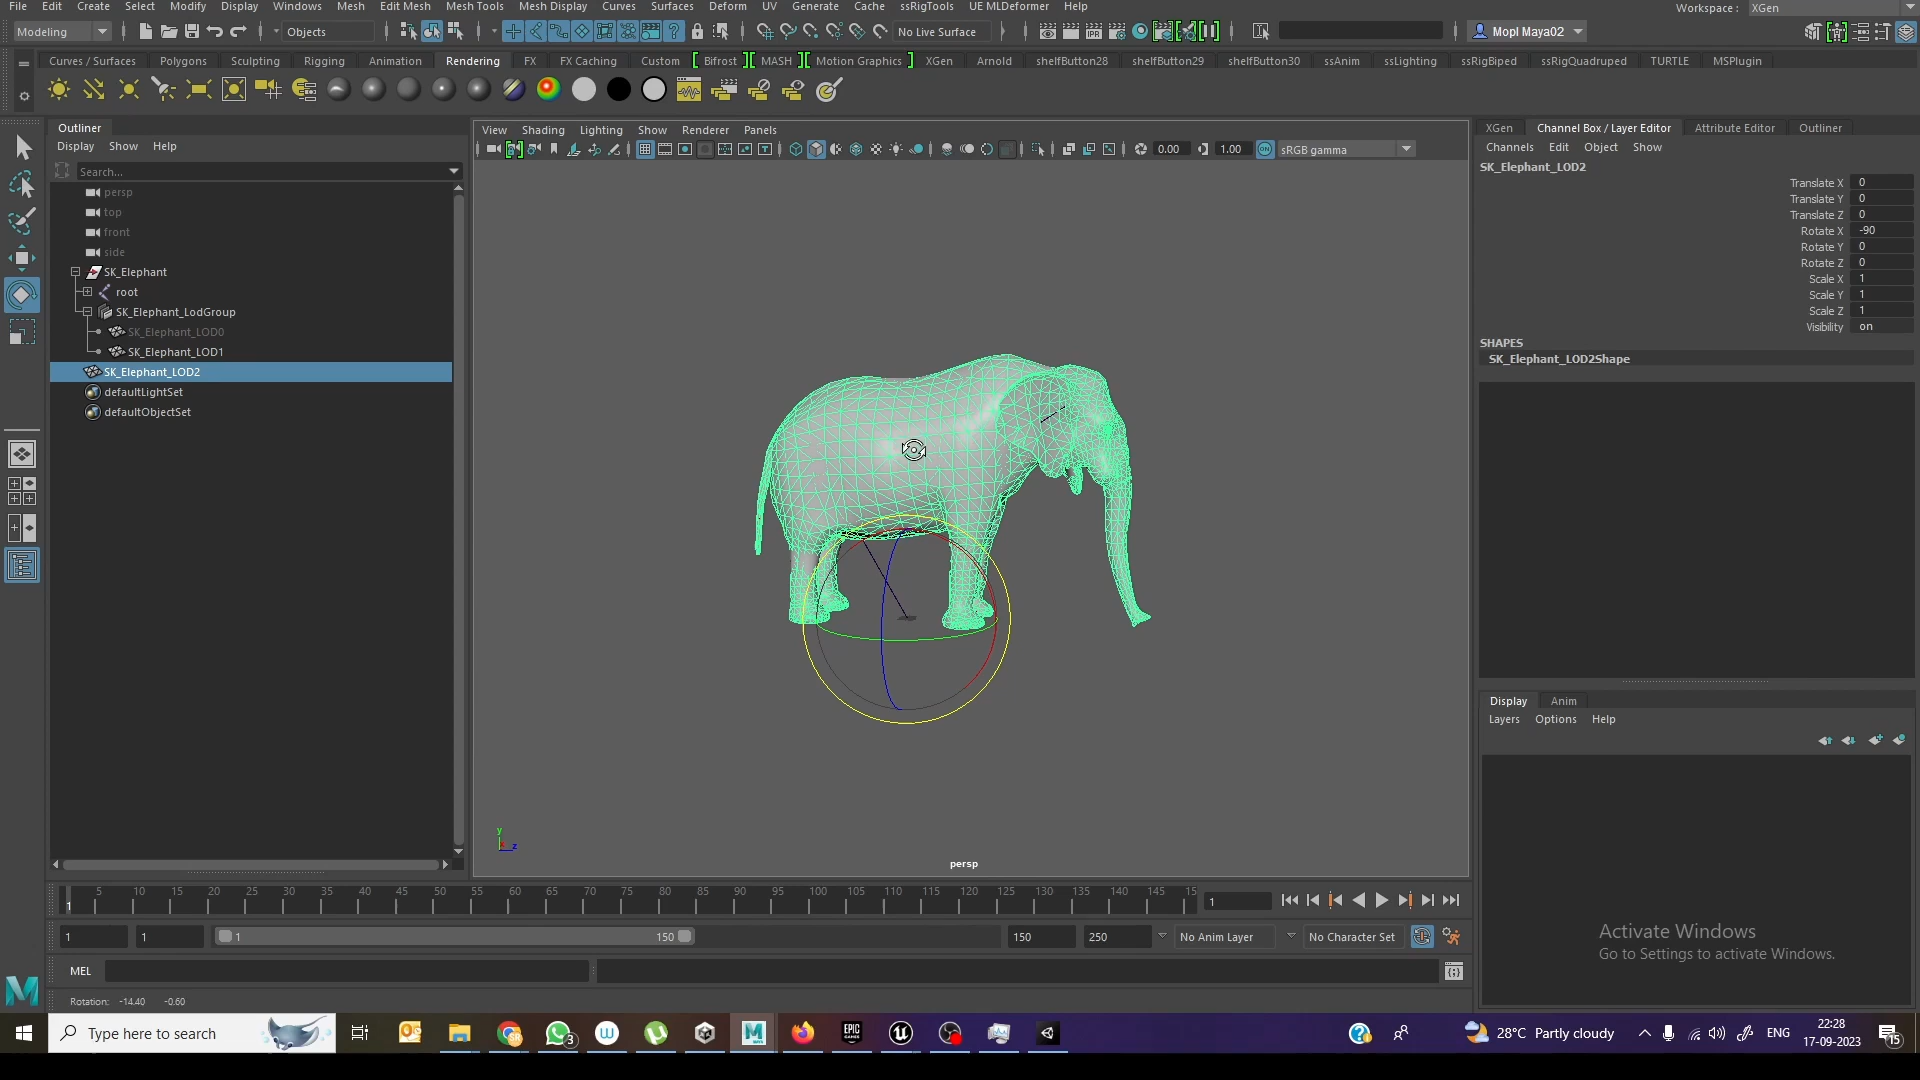 File Edit Create Select Modify Display Windows Mesh Edit Mesh Mesh Tools Mesh Display Curves Surfaces Deform UV Generate Cache ssRigTools UE MLDeformer Help
Workspace : XGen
Modeling
Objects
No Live Surface
Mopl Maya02
Curves / Surfaces Polygons Sculpting Rigging Animation Rendering FX FX Caching Custom Bifrost MASH Motion Graphics XGen Arnold shelfButton28 shelfButton29 shelfButton30 ssAnim ssLighting ssRigBiped ssRigQuadruped TURTLE MSPlugin
IPR
Outliner
Display Show Help
Search...
persp
top
front
side
SK_Elephant
root
SK_Elephant_LodGroup
SK_Elephant_LOD0
SK_Elephant_LOD1
SK_Elephant_LOD2
defaultLightSet
defaultObjectSet
View Shading Lighting Show Renderer Panels
0.00 1.00 ON sRGB gamma
y
z
persp
XGen Channel Box / Layer Editor Attribute Editor Outliner
Channels Edit Object Show
SK_Elephant_LOD2
Translate X 0
Translate Y 0
Translate Z 0
Rotate X -90
Rotate Y 0
Rotate Z 0
Scale X 1
Scale Y 1
Scale Z 1
Visibility on
SHAPES
SK_Elephant_LOD2Shape
Display Anim
Layers Options Help
Activate Windows
Go to Settings to activate Windows.
1 5 10 15 20 25 30 35 40 45 50 55 60 65 70 75 80 85 90 95 100 105 110 115 120 125 130 135 140 145 15
1
1 1 1 150 150 250 No Anim Layer No Character Set
MEL
Rotation: -14.40 -0.60
Type here to search
3
EPIC GAMES
28°C Partly cloudy
ENG
22:28
17-09-2023
15